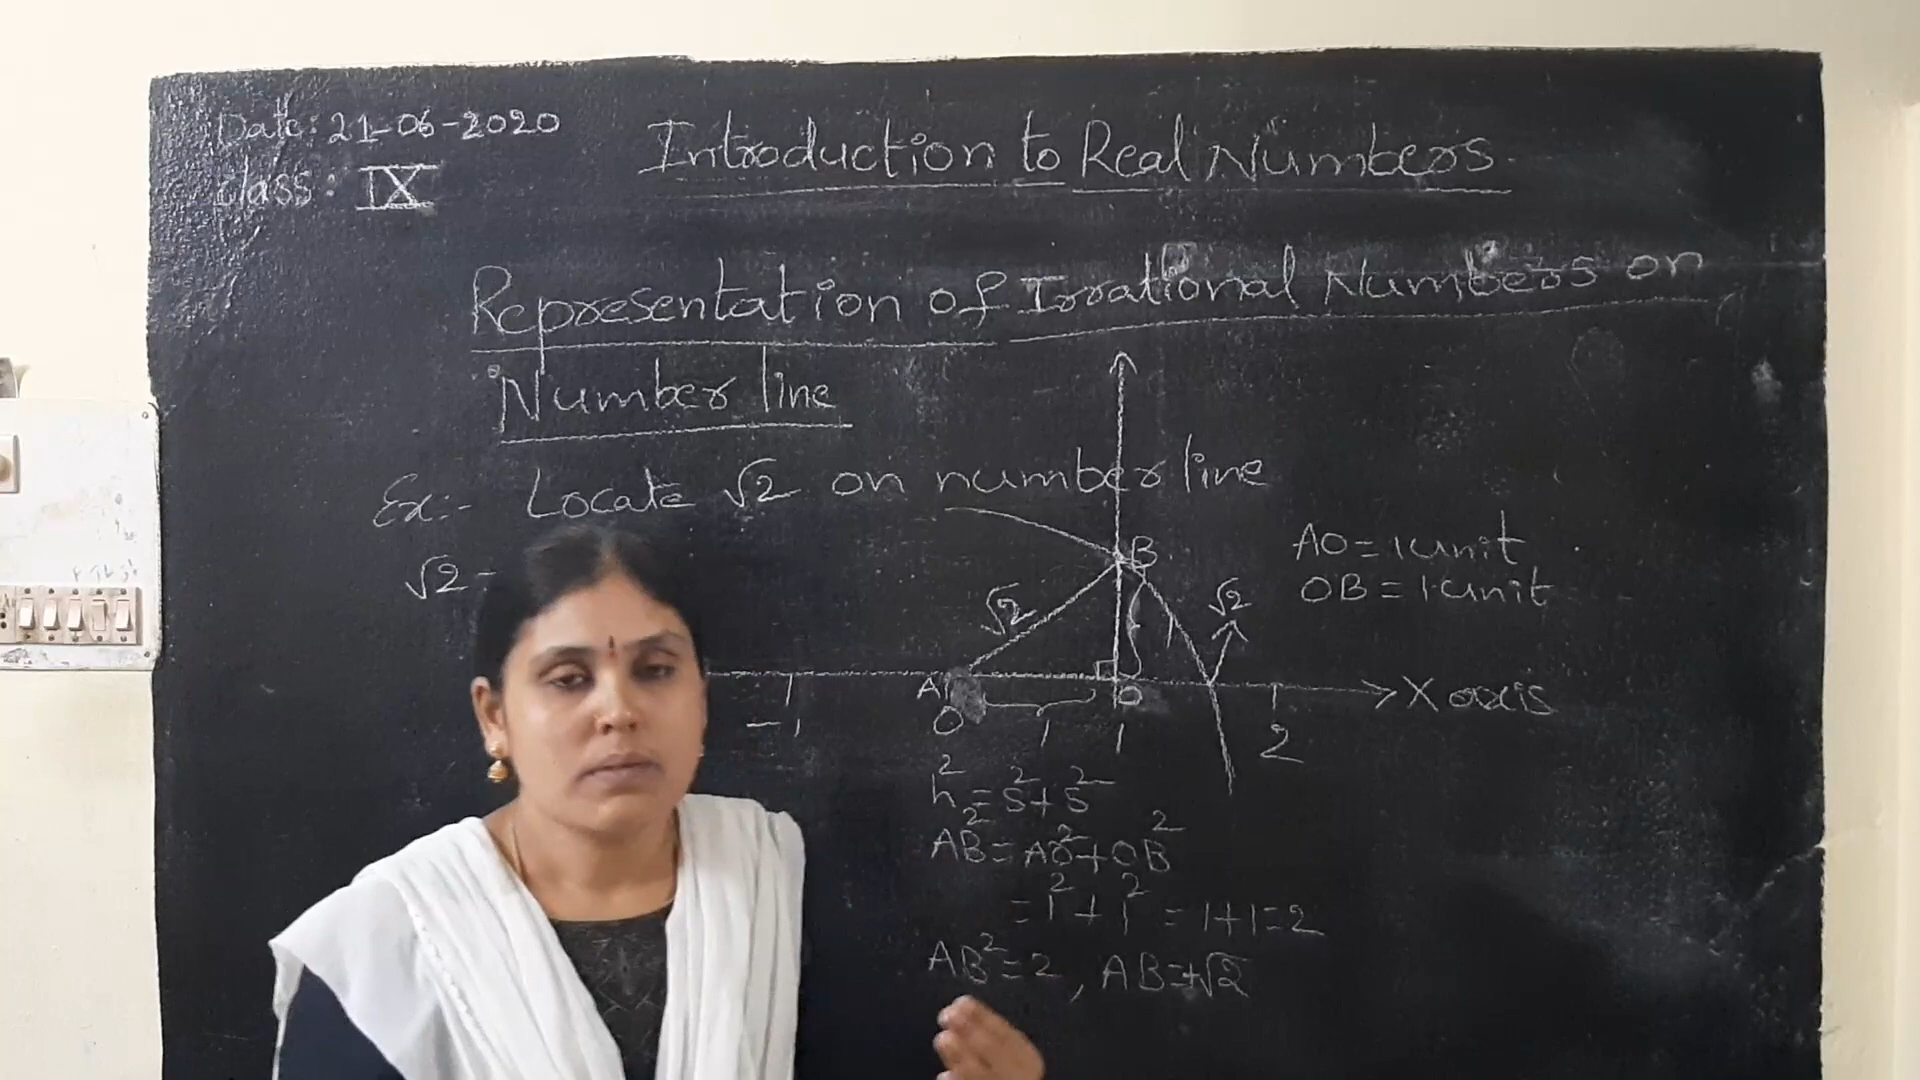 Date: 21-06-2020
Class: IX
Introduction to Real Numbers
Representation of Irrational Numbers on
Number line
Ex:- Locate √2 on number line
√2 =
B
√2
1
√2
AO = 1 unit
OB = 1 unit
A
O
X axis
-1
0
1
1
2
h² = S² + S²
AB² = AO² + OB²
= 1² + 1² = 1+1=2
AB² = 2, AB = +√2